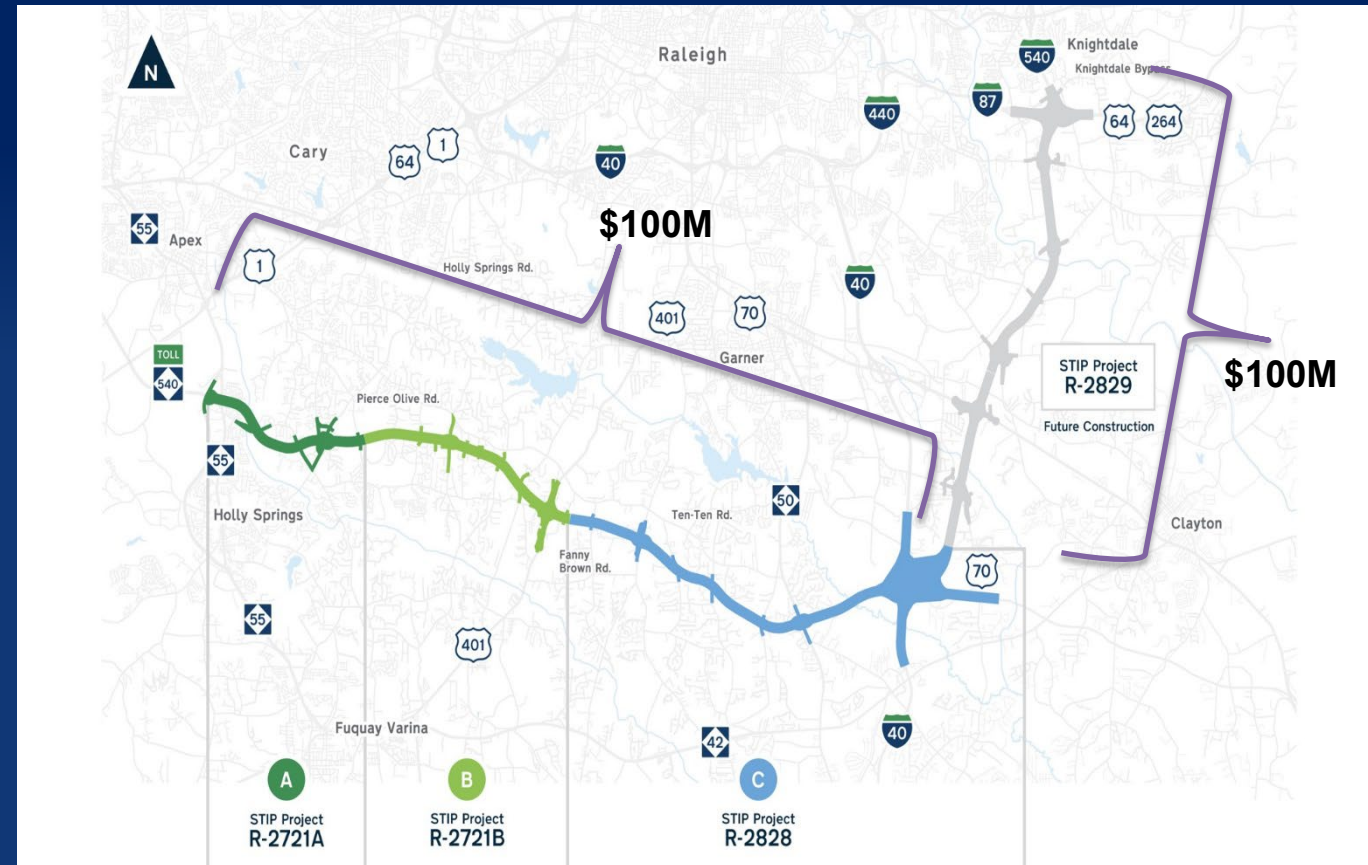 N
Raleigh
540
Knightdale
Knightdale Bypass
87
440
64
264
Cary
64
1
40
55
Apex
$100M
1
Holly Springs Rd.
40
401
70
Garner
TOLL
540
STIP Project
R-2829
Future Construction
$100M
Pierce Olive Rd.
55
Holly Springs
50
Ten-Ten Rd.
Clayton
Fanny
Brown Rd.
70
55
401
Fuquay Varina
42
40
A
STIP Project
R-2721A
B
STIP Project
R-2721B
C
STIP Project
R-2828